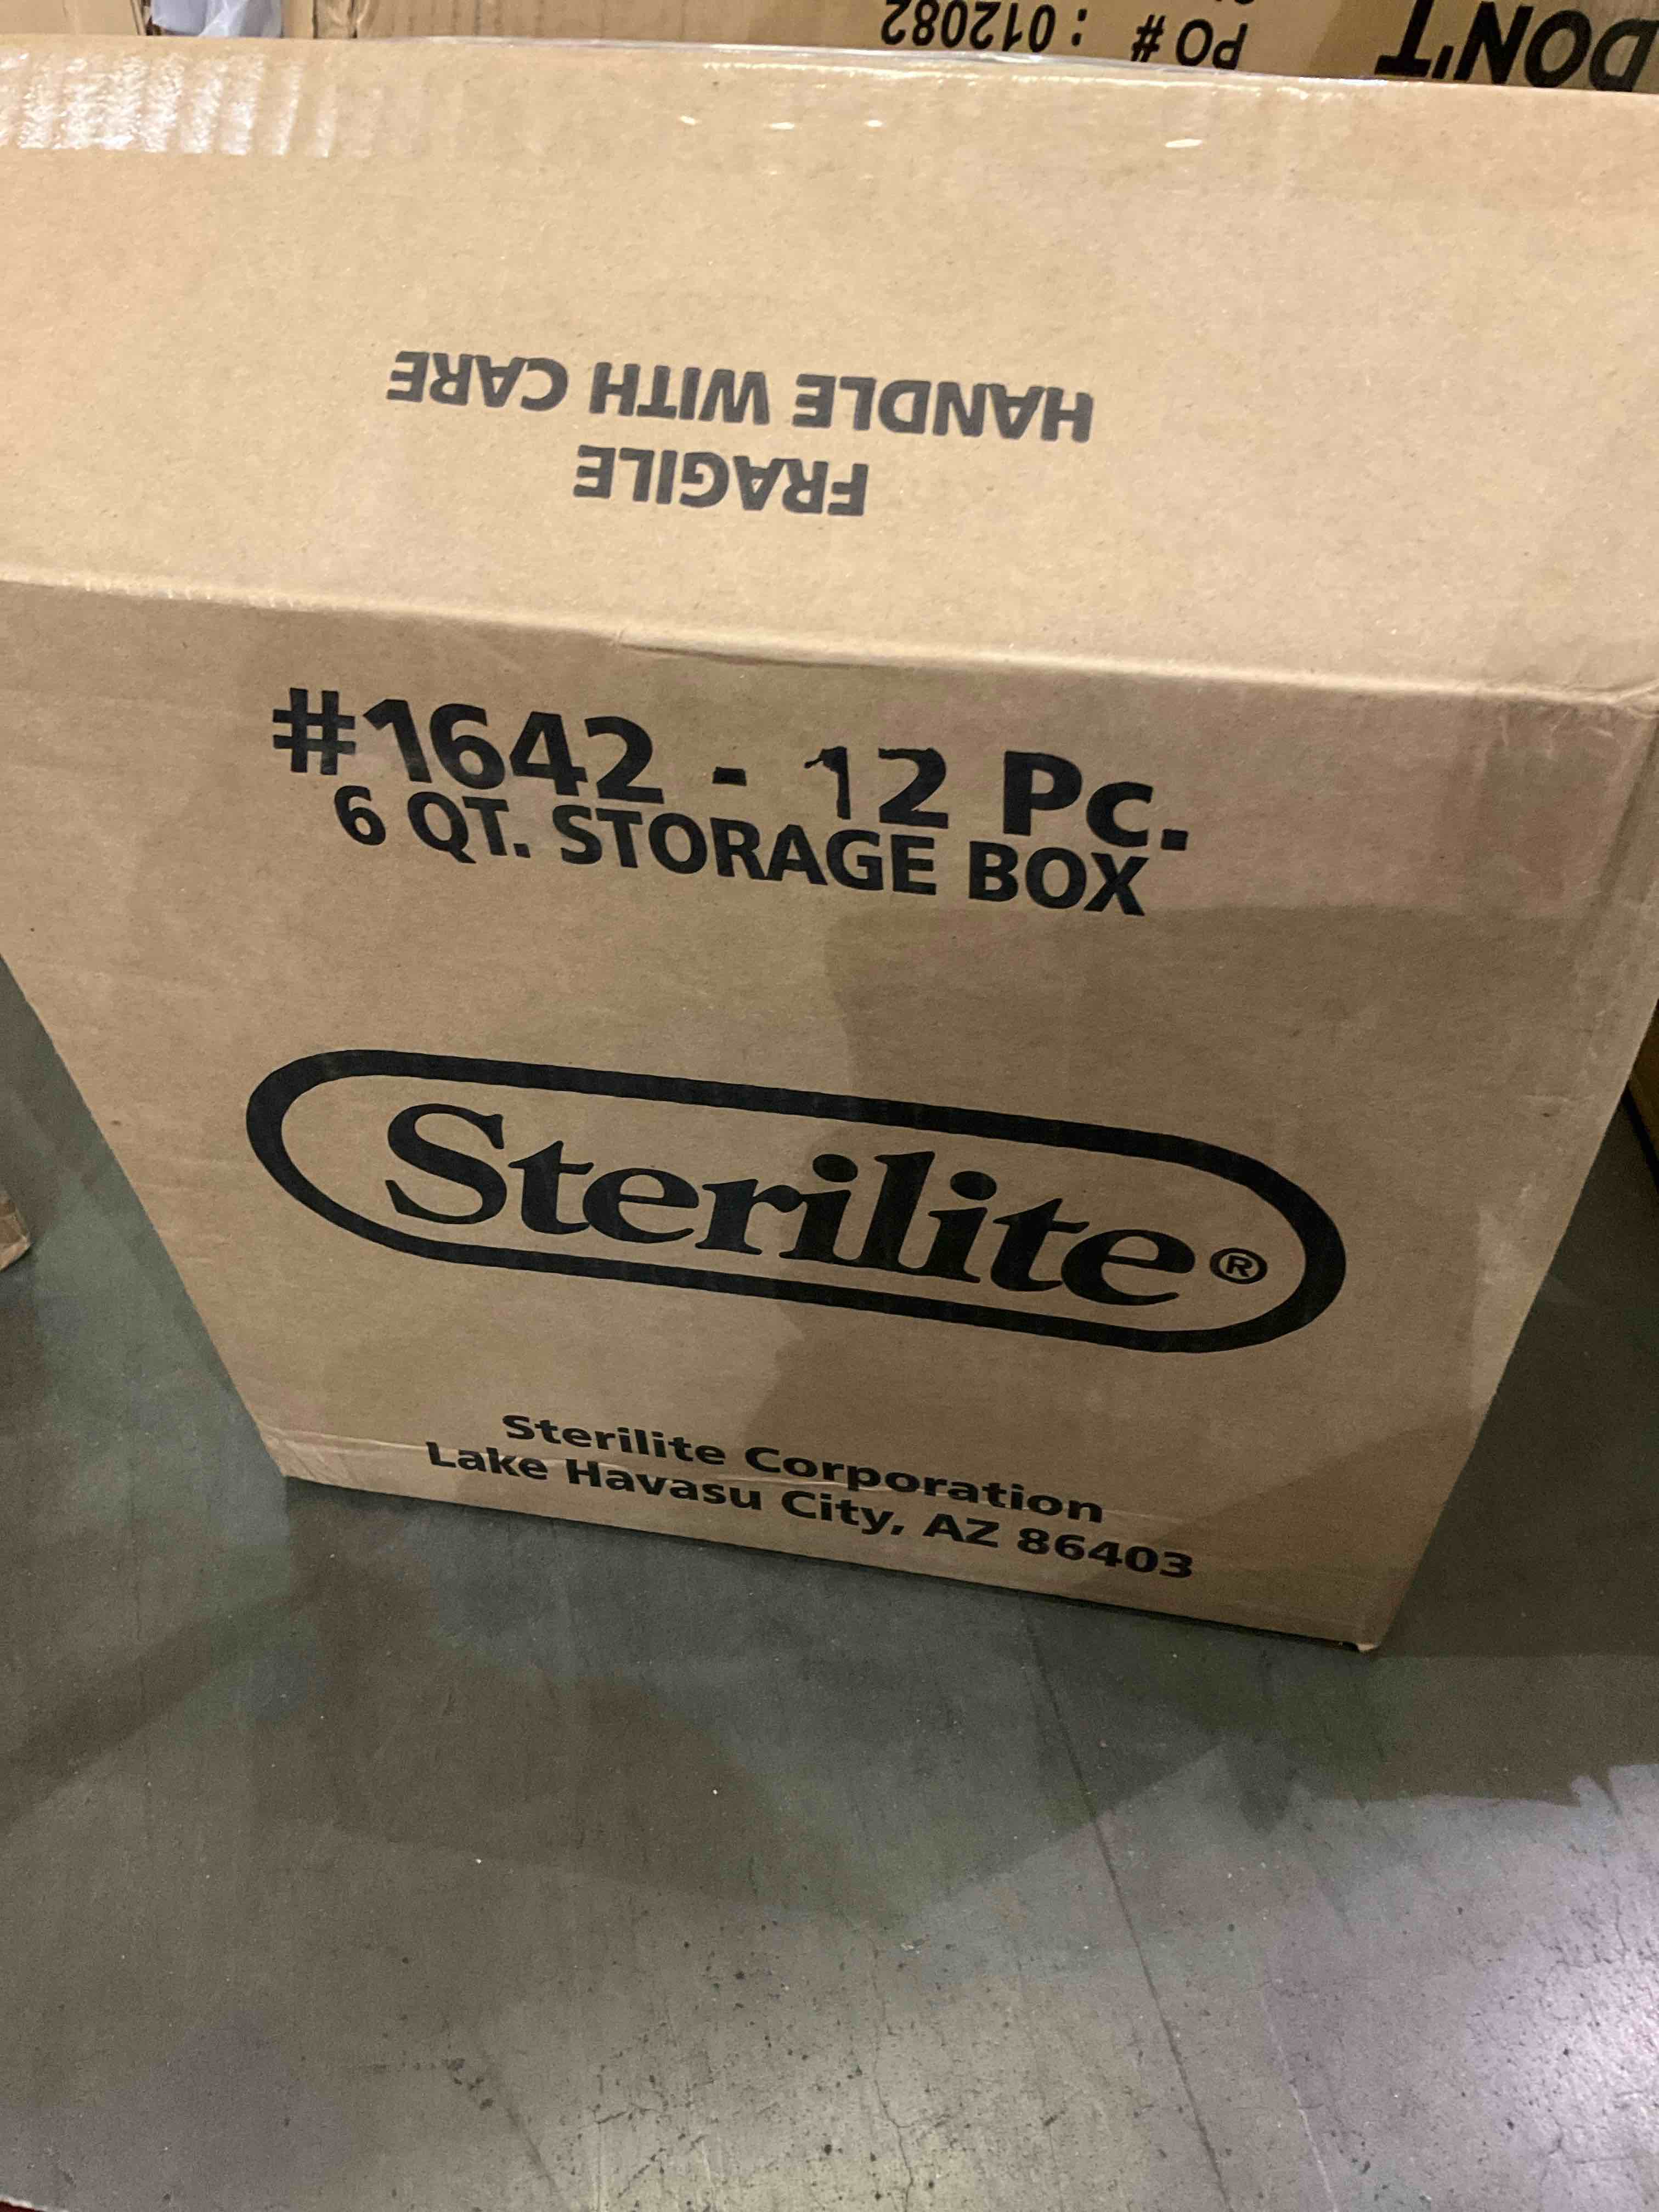 DON'T
PO # : 012082
FRAGILE
HANDLE WITH CARE
#1642 - 12 Pc.
6 QT. STORAGE BOX
Sterilite®
Sterilite Corporation
Lake Havasu City, AZ 86403